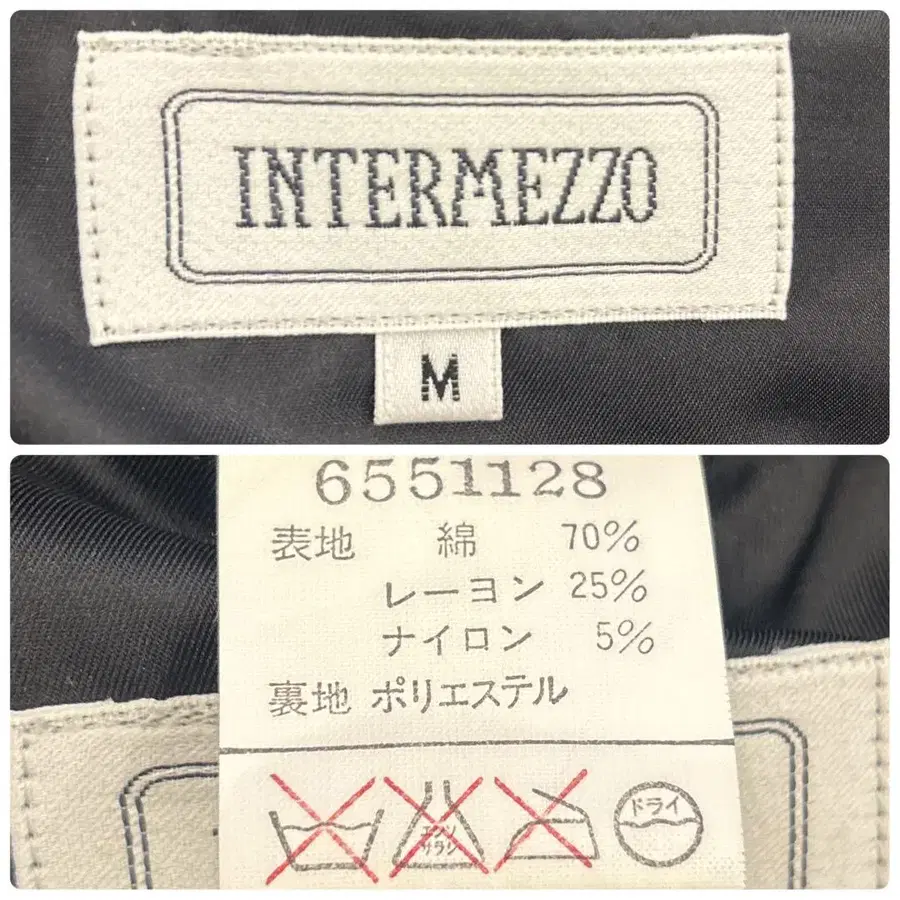 INTERMEZZO
M
6551128
表地 綿 70%
レーヨン 25%
ナイロン 5%
裏地 ポリエステル
エンソ
サラシ
ドライ